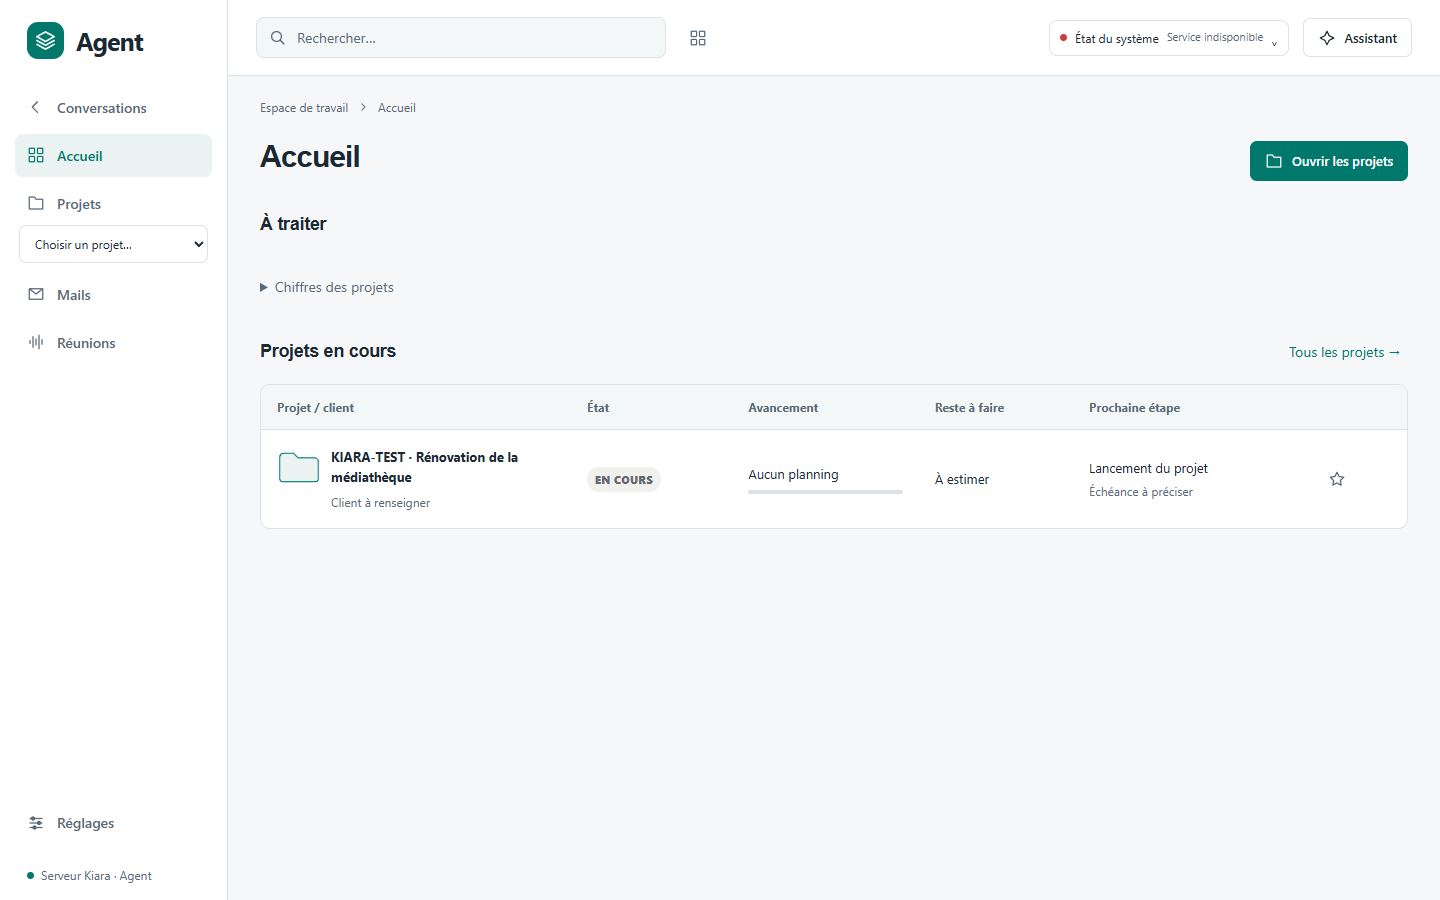 Agent
Conversations
Accueil
Projets
Choisir un projet...
Mails
Réunions
Réglages
Serveur Kiara · Agent
Rechercher...
État du système Service indisponible
Assistant
Espace de travail > Accueil
Accueil
Ouvrir les projets
À traiter
Chiffres des projets
Projets en cours
Tous les projets →
Projet / client État Avancement Reste à faire Prochaine étape
KIARA-TEST · Rénovation de la
médiathèque
Client à renseigner
EN COURS
Aucun planning
À estimer
Lancement du projet
Échéance à préciser